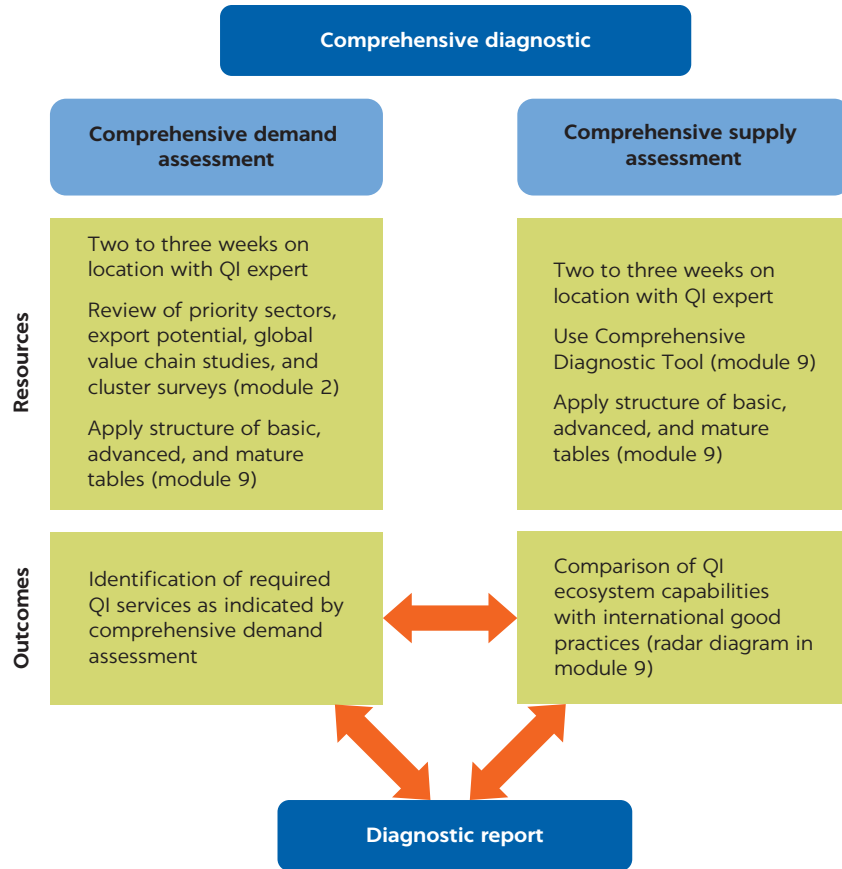 Comprehensive diagnostic
Comprehensive demand
assessment
Comprehensive supply
assessment
Resources
Two to three weeks on
location with QI expert
Review of priority sectors,
export potential, global
value chain studies, and
cluster surveys (module 2)
Apply structure of basic,
advanced, and mature
tables (module 9)
Two to three weeks on
location with QI expert
Use Comprehensive
Diagnostic Tool (module 9)
Apply structure of basic,
advanced, and mature
tables (module 9)
Outcomes
Identification of required
QI services as indicated by
comprehensive demand
assessment
Comparison of QI
ecosystem capabilities
with international good
practices (radar diagram in
module 9)
Diagnostic report